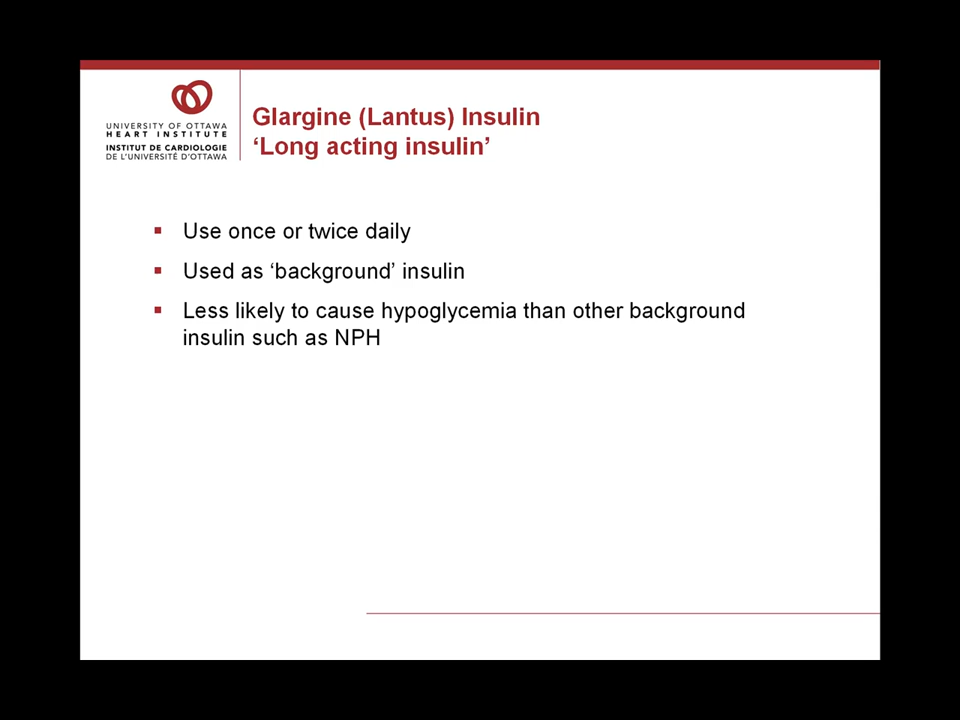 UNIVERSITY OF OTTAWA
HEART INSTITUTE
INSTITUT DE CARDIOLOGIE
DE L'UNIVERSITÉ D'OTTAWA
Glargine (Lantus) Insulin
‘Long acting insulin’
▪ Use once or twice daily
▪ Used as ‘background’ insulin
▪ Less likely to cause hypoglycemia than other background
insulin such as NPH